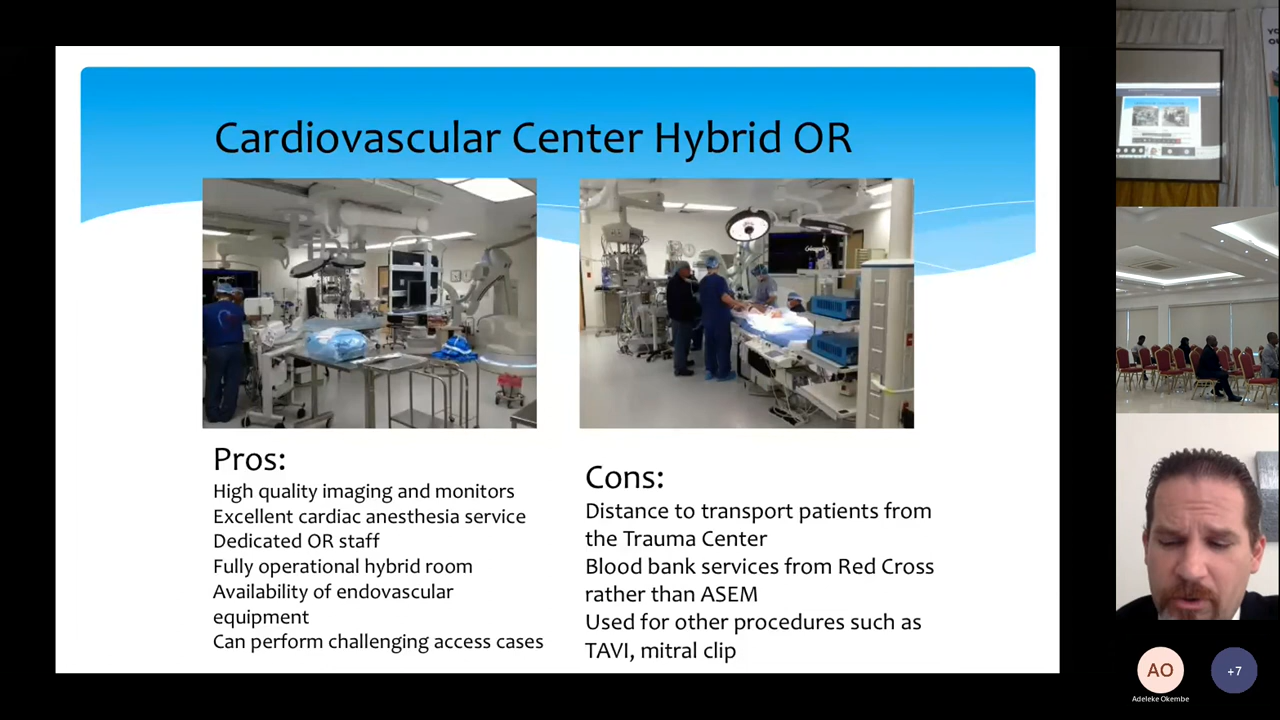 Cardiovascular Center Hybrid OR
Pros:
High quality imaging and monitors
Excellent cardiac anesthesia service
Dedicated OR staff
Fully operational hybrid room
Availability of endovascular
equipment
Can perform challenging access cases
Cons:
Distance to transport patients from
the Trauma Center
Blood bank services from Red Cross
rather than ASEM
Used for other procedures such as
TAVI, mitral clip
AO
+7
Adeleke Okembe